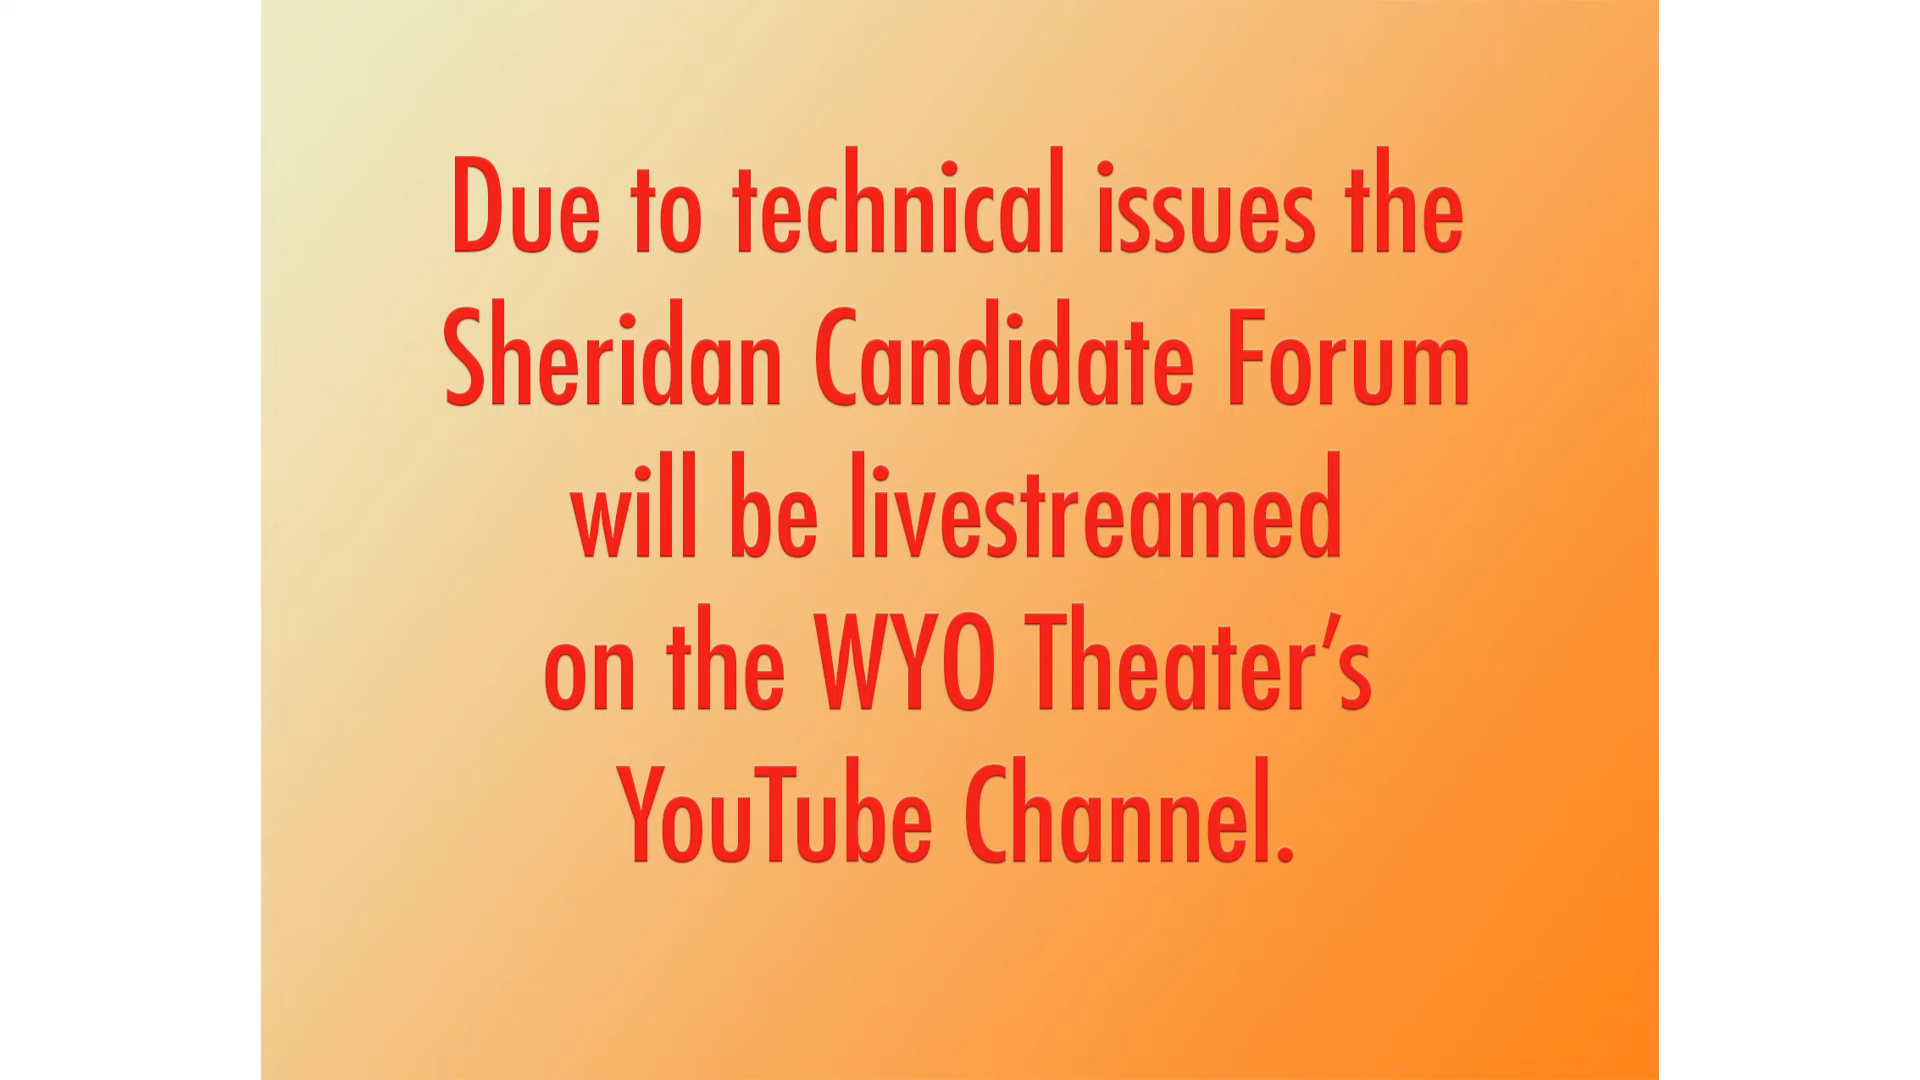 Due to technical issues the
Sheridan Candidate Forum
will be livestreamed
on the WYO Theater’s
YouTube Channel.